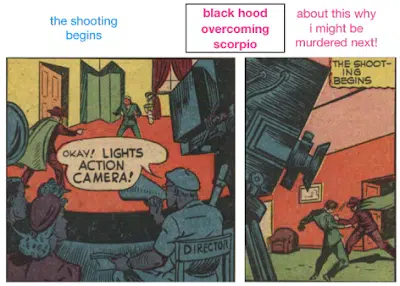 the shooting
begins
black hood
overcoming
scorpio
about this why
i might be
murdered next!
OKAY! LIGHTS
ACTION
CAMERA!
DIRECTOR
THE SHOOT-
ING
BEGINS